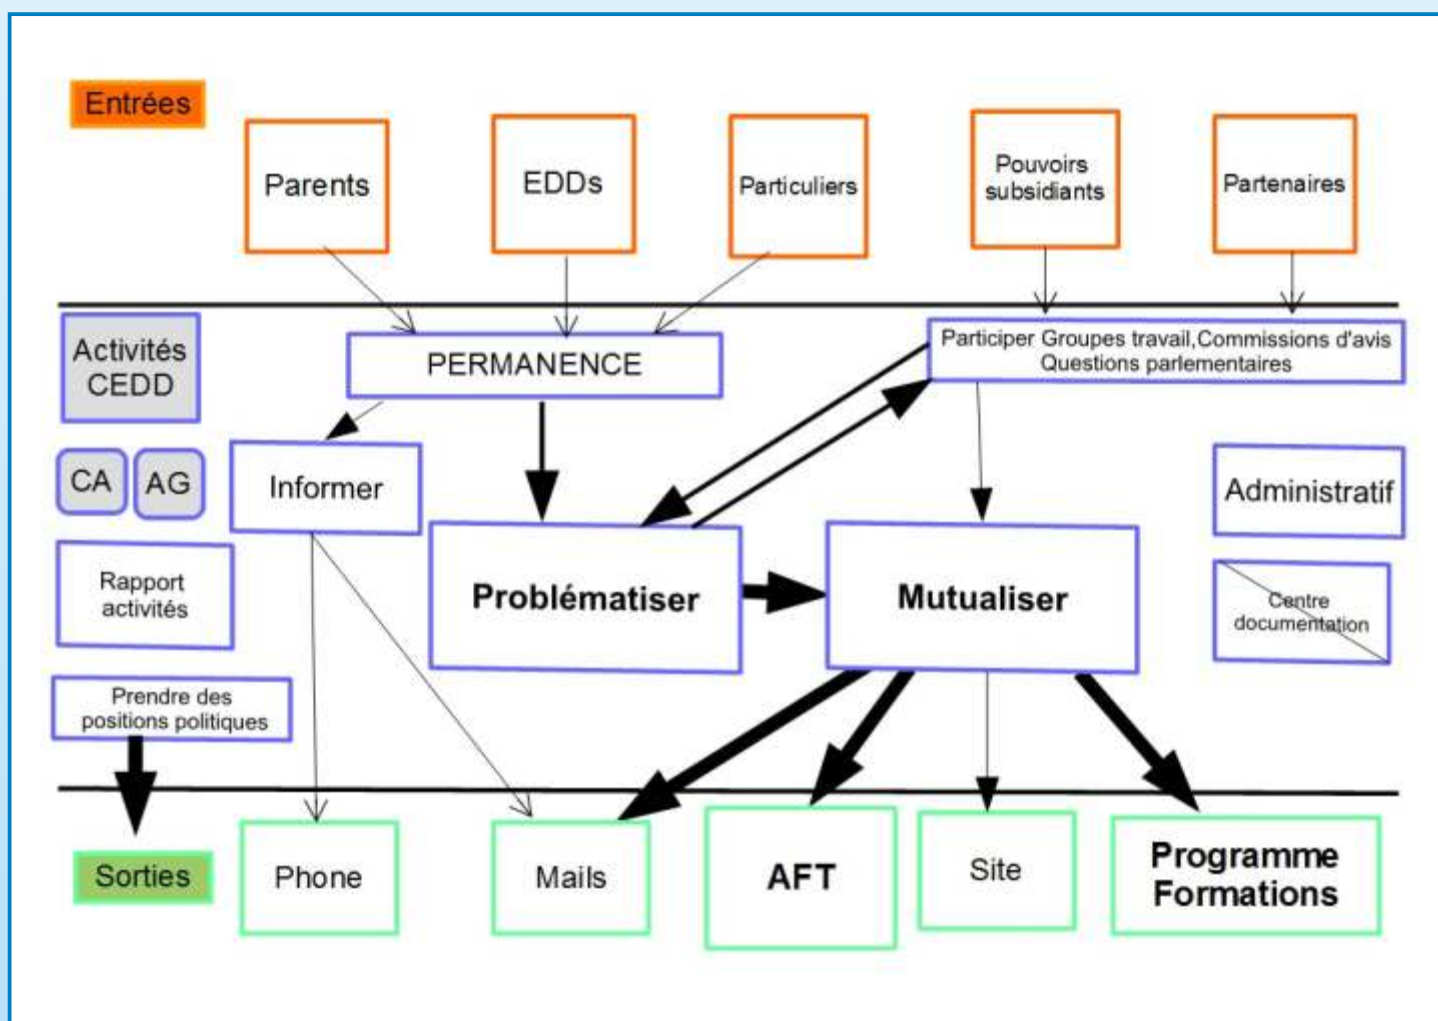 Entrées
Parents
EDDs
Particuliers
Pouvoirs
subsidiants
Partenaires
Activités
CEDD
PERMANENCE
Participer Groupes travail,Commissions d'avis
Questions parlementaires
CA
AG
Informer
Administratif
Rapport
activités
Problématiser
Mutualiser
Centre
documentation
Prendre des
positions politiques
Sorties
Phone
Mails
AFT
Site
Programme
Formations